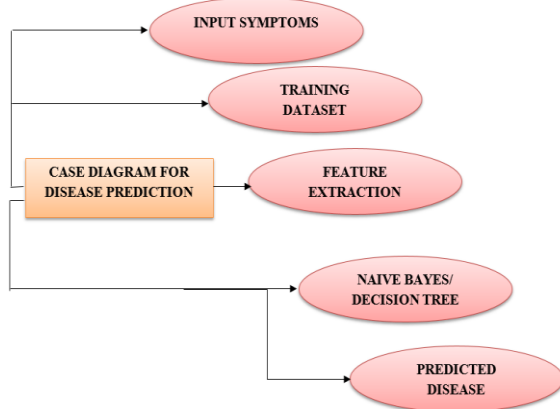 INPUT SYMPTOMS
TRAINING
DATASET
CASE DIAGRAM FOR
DISEASE PREDICTION
FEATURE
EXTRACTION
NAIVE BAYES/
DECISION TREE
PREDICTED
DISEASE